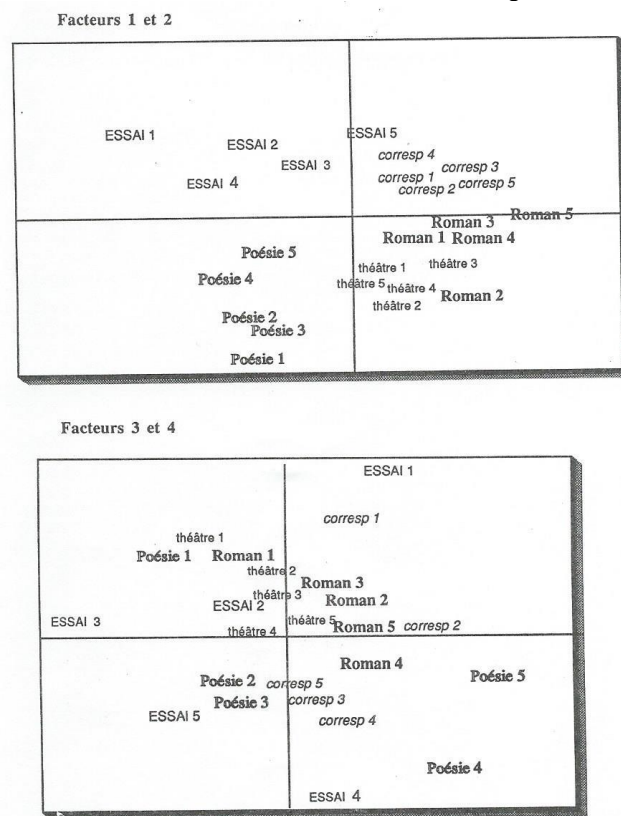 Facteurs 1 et 2
ESSAI 1
ESSAI 5
ESSAI 2
corresp 4
ESSAI 3
corresp 3
corresp 1
ESSAI 4
corresp 2
corresp 5
Roman 3
Roman 5
Roman 1
Roman 4
Poésie 5
théâtre 1
théâtre 3
Poésie 4
théâtre 5
théâtre 4
Roman 2
théâtre 2
Poésie 2
Poésie 3
Poésie 1
Facteurs 3 et 4
ESSAI 1
corresp 1
théâtre 1
Poésie 1
Roman 1
théâtre 2
Roman 3
théâtre 3
Roman 2
ESSAI 2
ESSAI 3
théâtre 5
Roman 5
corresp 2
théâtre 4
Roman 4
Poésie 5
Poésie 2
corresp 5
Poésie 3
corresp 3
ESSAI 5
corresp 4
Poésie 4
ESSAI 4